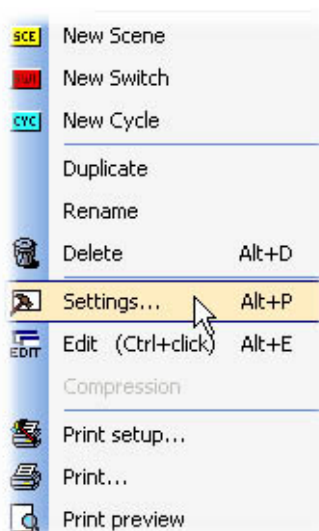 SCE New Scene
SWI New Switch
CYC New Cycle
Duplicate
Rename
Delete Alt+D
Settings... Alt+P
EDIT Edit (Ctrl+click) Alt+E
Compression
Print setup...
Print...
Print preview